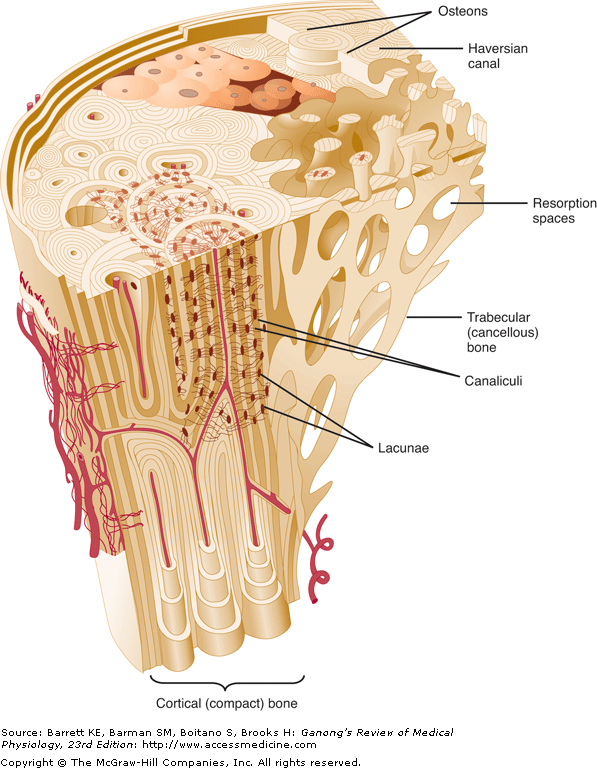 Osteons
Haversian
canal
Resorption
spaces
Trabecular
(cancellous)
bone
Canaliculi
Lacunae
Cortical (compact) bone
Source: Barrett KE, Barman SM, Boitano S, Brooks H: Ganong's Review of Medical
Physiology, 23rd Edition: http://www.accessmedicine.com
Copyright © The McGraw-Hill Companies, Inc. All rights reserved.